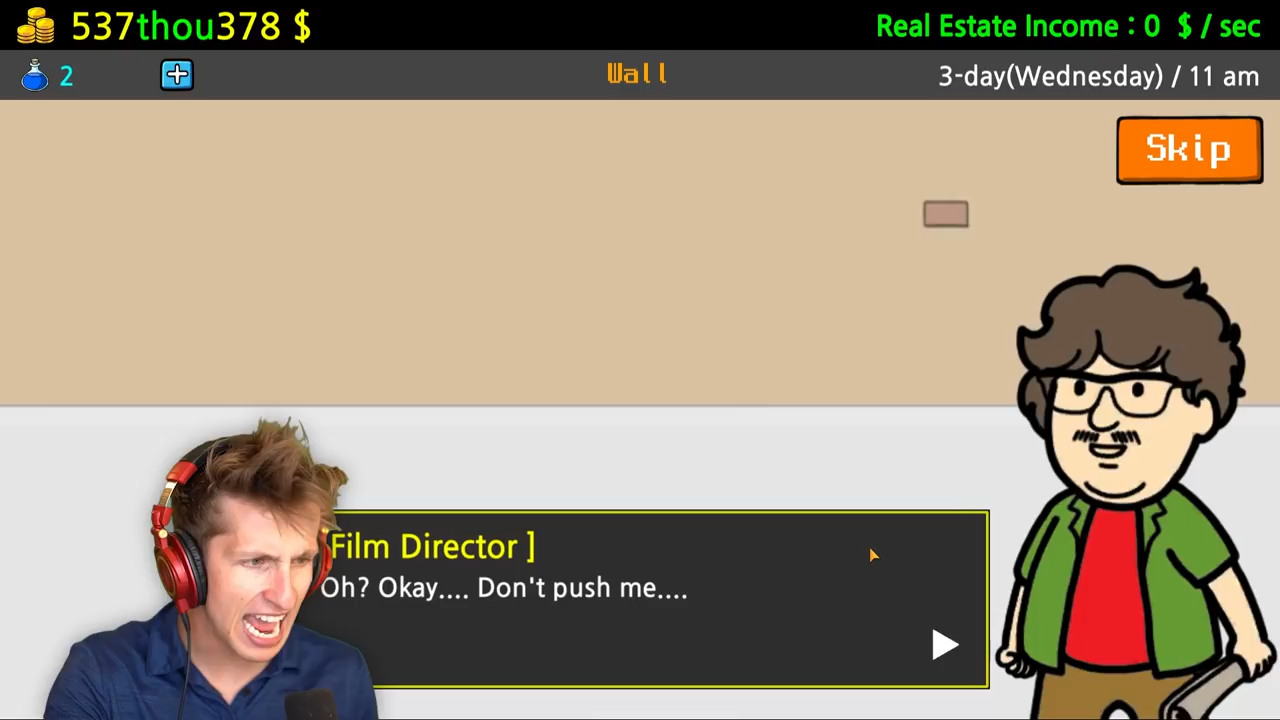 537thou378 $
Real Estate Income : 0 $ / sec
2
Wall
3-day(Wednesday) / 11 am
Skip
Film Director ]
Oh? Okay.... Don't push me....